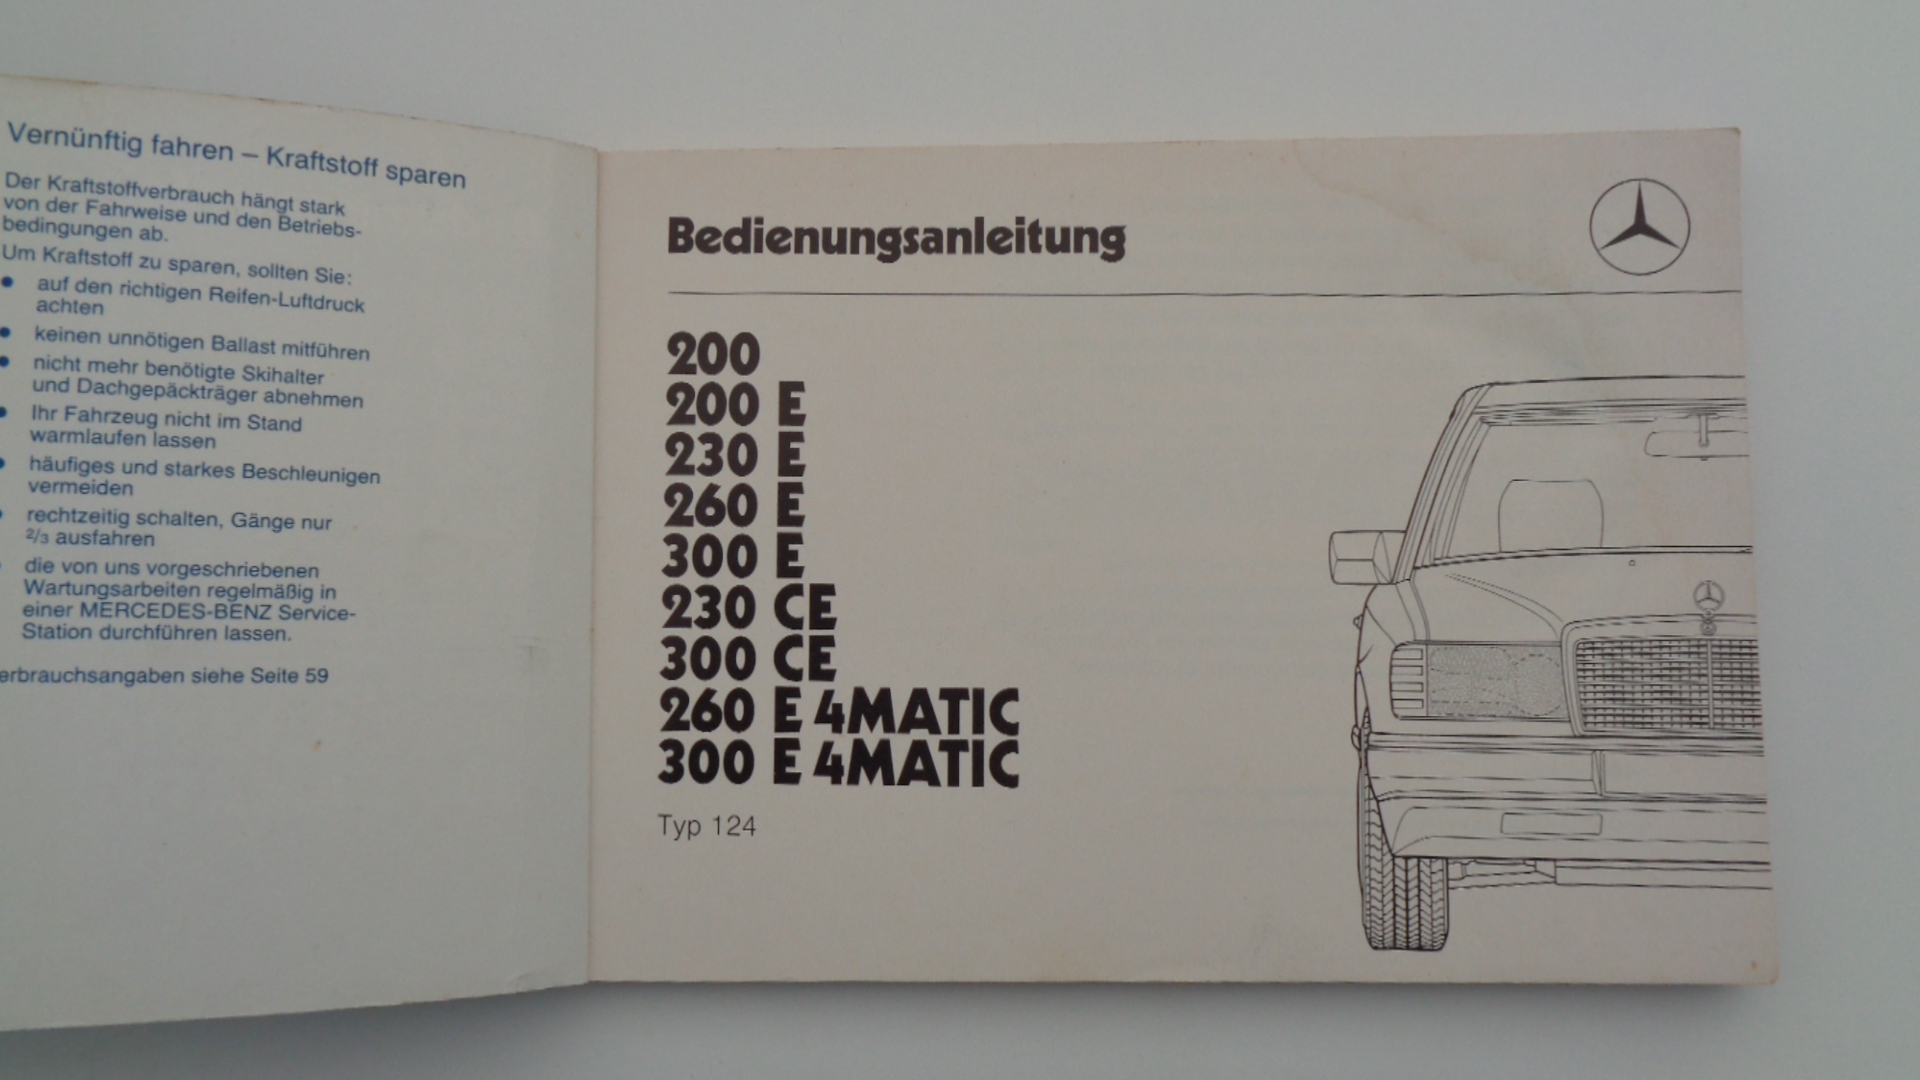 Vernünftig fahren – Kraftstoff sparen
Der Kraftstoffverbrauch hängt stark
von der Fahrweise und den Betriebs-
bedingungen ab.
Um Kraftstoff zu sparen, sollten Sie:
● auf den richtigen Reifen-Luftdruck
achten
● keinen unnötigen Ballast mitführen
● nicht mehr benötigte Skihalter
und Dachgepäckträger abnehmen
● Ihr Fahrzeug nicht im Stand
warmlaufen lassen
● häufiges und starkes Beschleunigen
vermeiden
● rechtzeitig schalten, Gänge nur
2/3 ausfahren
● die von uns vorgeschriebenen
Wartungsarbeiten regelmäßig in
einer MERCEDES-BENZ Service-
Station durchführen lassen.
erbrauchsangaben siehe Seite 59
Bedienungsanleitung
200
200 E
230 E
260 E
300 E
230 CE
300 CE
260 E 4MATIC
300 E 4MATIC
Typ 124